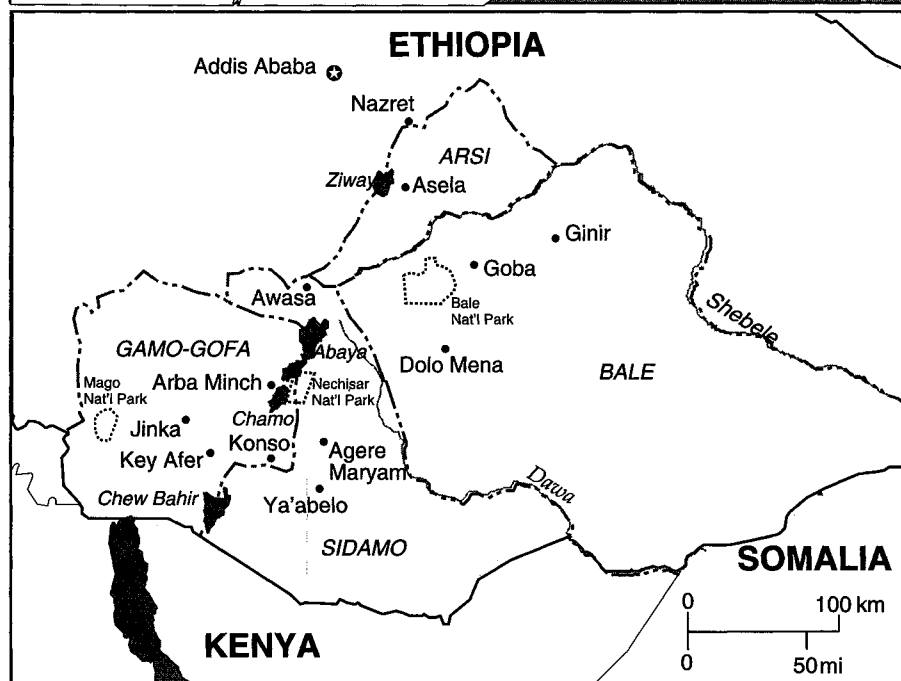 ETHIOPIA
Addis Ababa
Nazret
ARSI
Ziway
Asela
Ginir
Goba
Awasa
Bale
Nat'l Park
Shebele
GAMO-GOFA
Abaya
Dolo Mena
BALE
Mago
Nat'l Park
Arba Minch
Nechisar
Nat'l Park
Chamo
Jinka
Konso
Agere
Maryam
Key Afer
Chew Bahir
Ya'abelo
Dawa
SIDAMO
SOMALIA
KENYA
0
100 km
0
50 mi